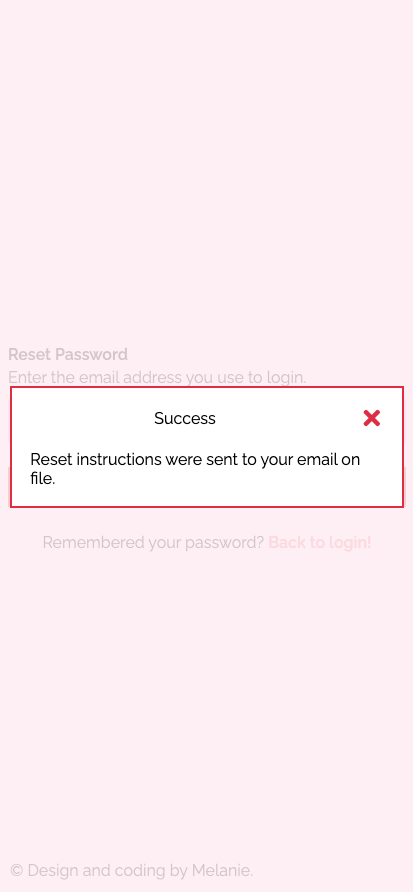 Reset Password
Enter the email address you use to login.
Success
Reset instructions were sent to your email on
file.
Remembered your password? Back to login!
© Design and coding by Melanie.